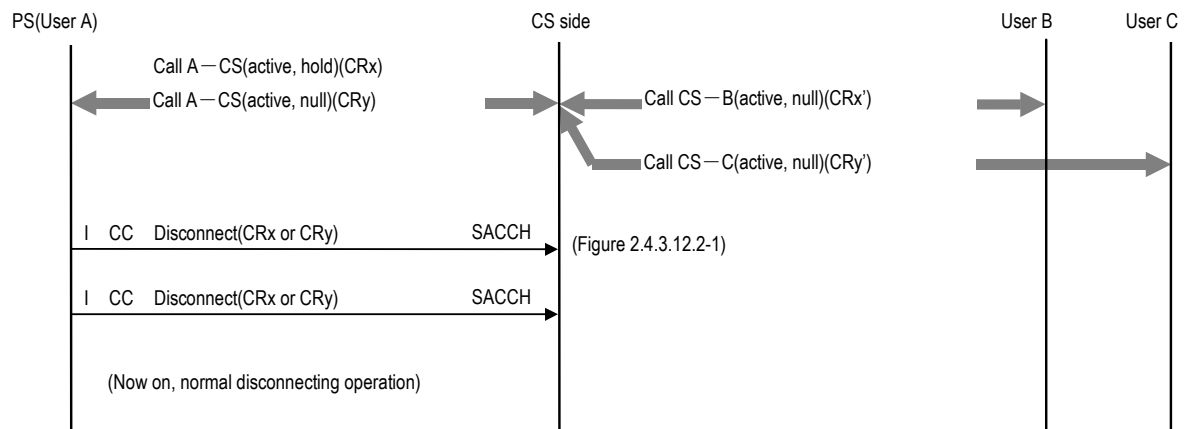 PS(User A) CS side User B User C
Call A－CS(active, hold)(CRx)
Call A－CS(active, null)(CRy) Call CS－B(active, null)(CRx’)
Call CS－C(active, null)(CRy’)
I CC Disconnect(CRx or CRy) SACCH (Figure 2.4.3.12.2-1)
I CC Disconnect(CRx or CRy) SACCH
(Now on, normal disconnecting operation)